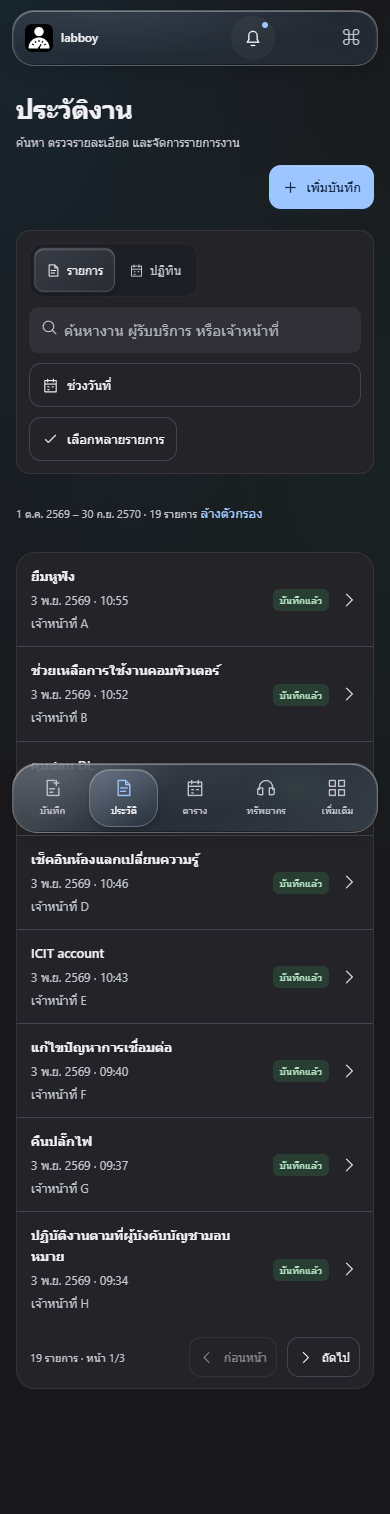 labboy
ประวัติงาน
ค้นหา ตรวจรายละเอียด และจัดการรายการงาน
เพิ่มบันทึก
รายการ
ปฏิทิน
ค้นหางาน ผู้รับบริการ หรือเจ้าหน้าที่
ช่วงวันที่
เลือกหลายรายการ
1 ต.ค. 2569 – 30 ก.ย. 2570 · 19 รายการ ล้างตัวกรอง
ยืมหูฟัง
3 พ.ย. 2569 · 10:55
บันทึกแล้ว
เจ้าหน้าที่ A
ช่วยเหลือการใช้งานคอมพิวเตอร์
3 พ.ย. 2569 · 10:52
บันทึกแล้ว
เจ้าหน้าที่ B
บันทึก
ประวัติ
ตาราง
ทรัพยากร
เพิ่มเติม
เช็คอินห้องแลกเปลี่ยนความรู้
3 พ.ย. 2569 · 10:46
บันทึกแล้ว
เจ้าหน้าที่ D
ICIT account
3 พ.ย. 2569 · 10:43
บันทึกแล้ว
เจ้าหน้าที่ E
แก้ไขปัญหาการเชื่อมต่อ
3 พ.ย. 2569 · 09:40
บันทึกแล้ว
เจ้าหน้าที่ F
คืนปลั๊กไฟ
3 พ.ย. 2569 · 09:37
บันทึกแล้ว
เจ้าหน้าที่ G
ปฏิบัติงานตามที่ผู้บังคับบัญชามอบ
หมาย
3 พ.ย. 2569 · 09:34
บันทึกแล้ว
เจ้าหน้าที่ H
19 รายการ · หน้า 1/3
ก่อนหน้า
ถัดไป